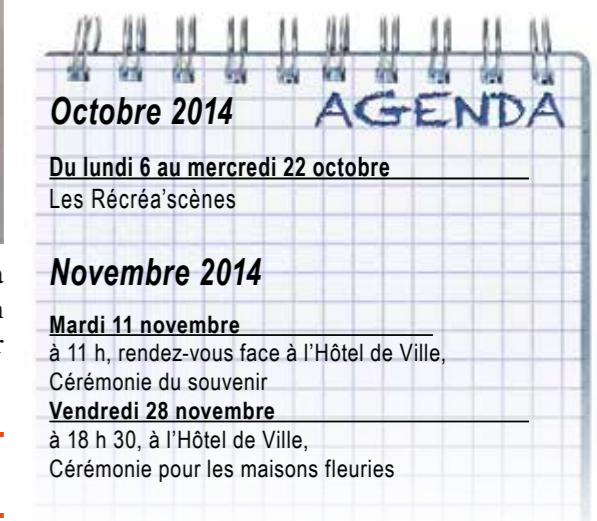 AGENDA
Octobre 2014
Du lundi 6 au mercredi 22 octobre
Les Récréa'scènes
Novembre 2014
Mardi 11 novembre
à 11 h, rendez-vous face à l'Hôtel de Ville,
Cérémonie du souvenir
Vendredi 28 novembre
à 18 h 30, à l'Hôtel de Ville,
Cérémonie pour les maisons fleuries